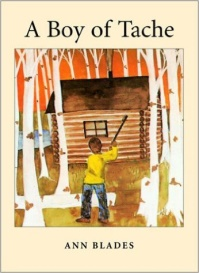 A Boy of Tache
ANN BLADES